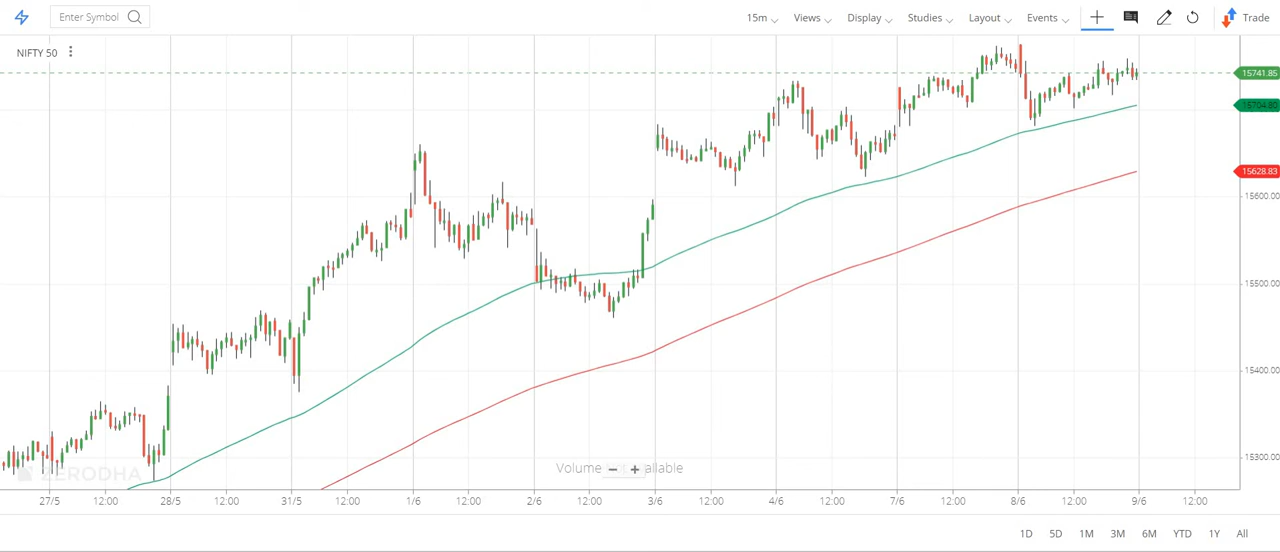 Enter Symbol 15m Views Display Studies Layout Events Trade
NIFTY 50
15741.85
15704.80
15628.83
15600.00
15500.00
15400.00
15300.00
ZERODHA
Volume ailable
27/5 12:00 28/5 12:00 31/5 12:00 1/6 12:00 2/6 12:00 3/6 12:00 4/6 12:00 7/6 12:00 8/6 12:00 9/6 12:00
1D 5D 1M 3M 6M YTD 1Y All